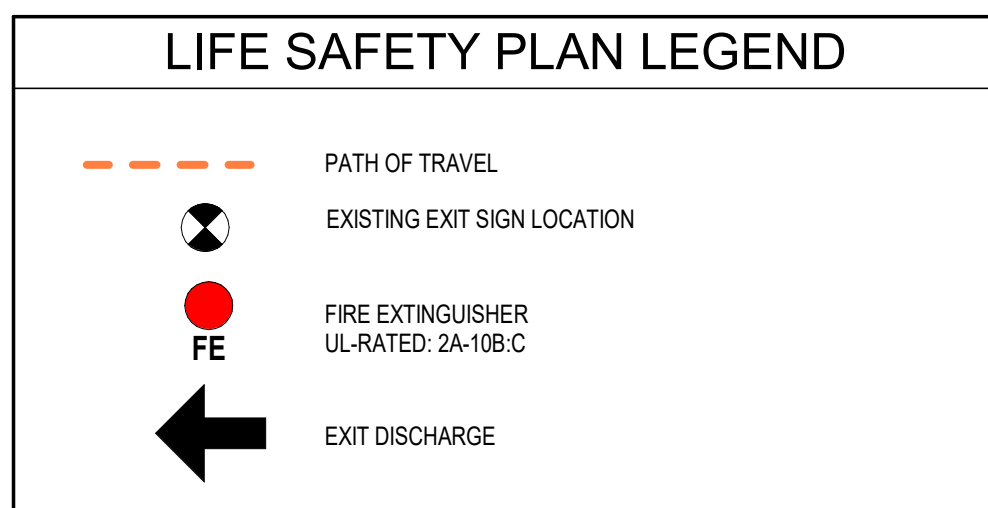 LIFE SAFETY PLAN LEGEND
PATH OF TRAVEL
EXISTING EXIT SIGN LOCATION
FE
FIRE EXTINGUISHER
UL-RATED: 2A-10B:C
EXIT DISCHARGE